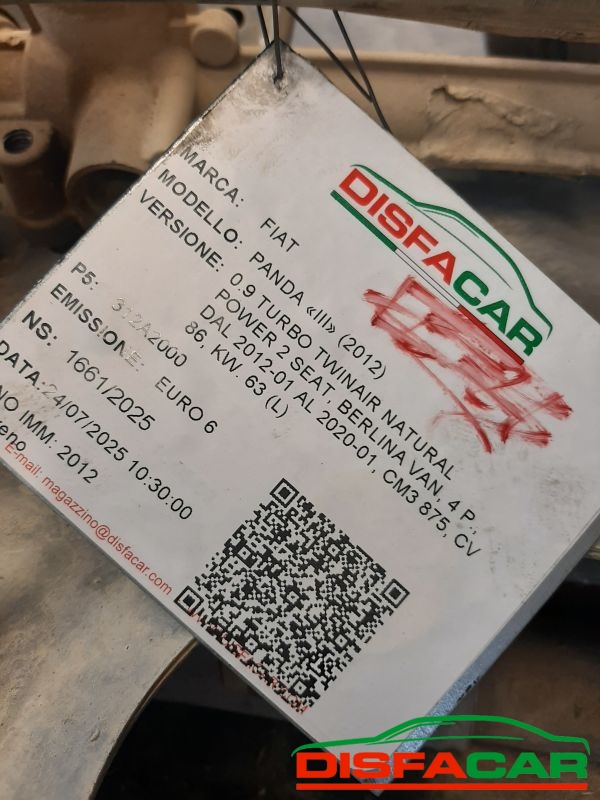 DISFACAR
MARCA: FIAT
MODELLO: PANDA «III» (2012)
VERSIONE: 0.9 TURBO TWINAIR NATURAL
POWER 2 SEAT, BERLINA VAN, 4 P.,
DAL 2012-01 AL 2020-01, CM3 875, CV
86, KW. 63 (L)
P5: 312A2000
EMISSIONE: EURO 6
NS: 1661/2025
DATA:24/07/2025 10:30:00
NO IMM: 2012
E-mail: magazzino@disfacar.com
DISFACAR